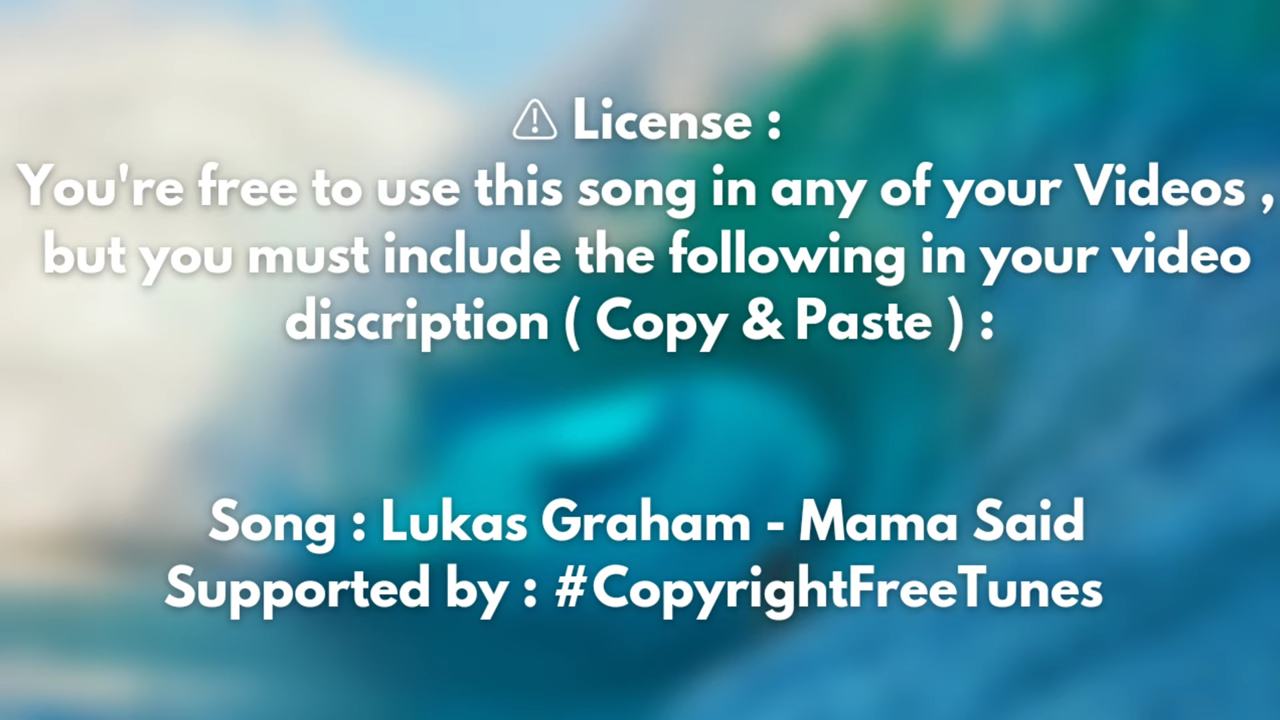 ⚠ License :
You're free to use this song in any of your Videos ,
but you must include the following in your video
discription ( Copy & Paste ) :
Song : Lukas Graham - Mama Said
Supported by : #CopyrightFreeTunes